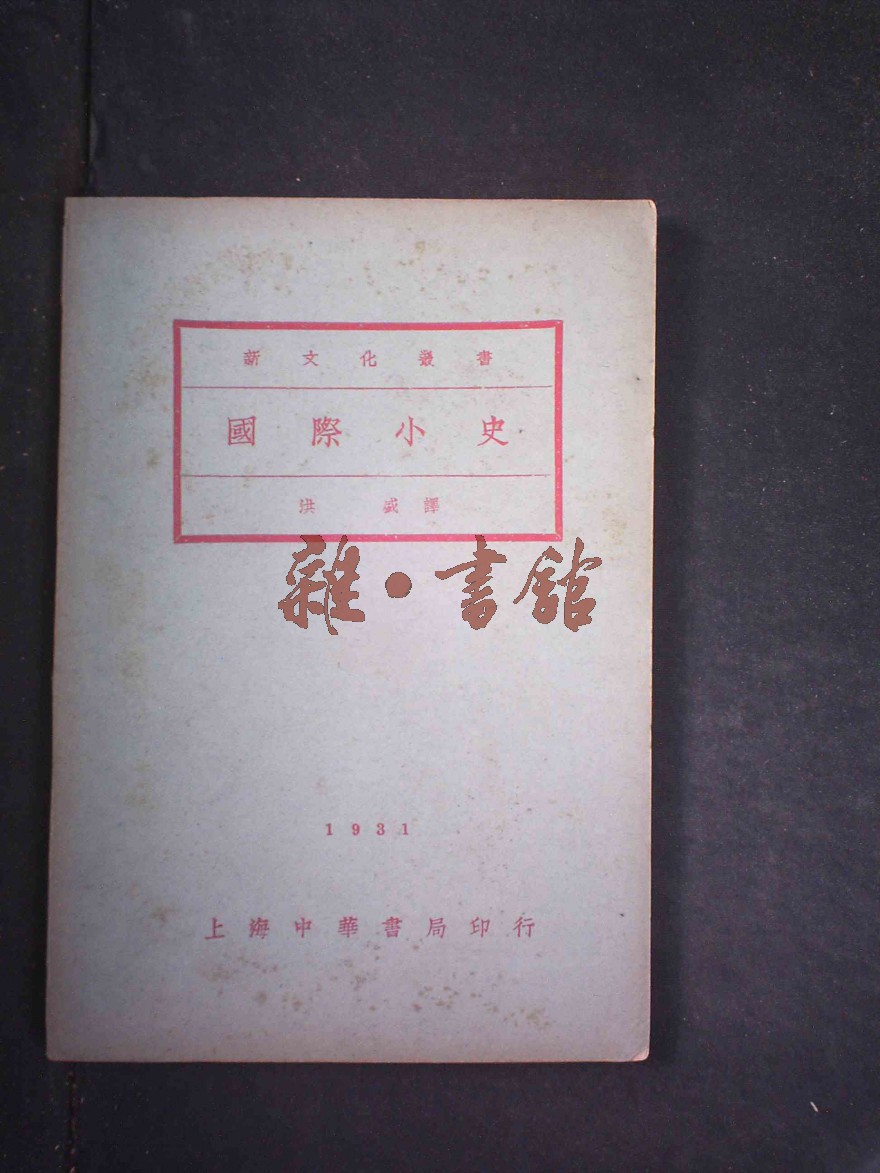 新文化叢書
國際小史
洪盛譯
雜·書館
1931
上海中華書局印行